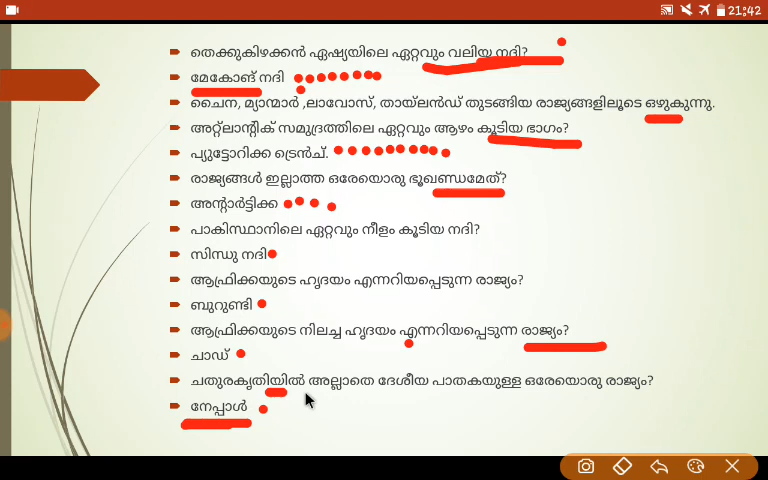 21:42
തെക്കുകിഴക്കൻ ഏഷ്യയിലെ ഏറ്റവും വലിയ നദി?
മേകോങ് നദി
ചൈന, മ്യാന്മാർ ,ലാവോസ്, തായ്ലൻഡ് തുടങ്ങിയ രാജ്യങ്ങളിലൂടെ ഒഴുകുന്നു.
അറ്റ്ലാന്റിക് സമുദ്രത്തിലെ ഏറ്റവും ആഴം കൂടിയ ഭാഗം?
പ്യുട്ടോറിക്ക ട്രെൻച്.
രാജ്യങ്ങൾ ഇല്ലാത്ത ഒരേയൊരു ഭൂഖണ്ഡമേത്?
അന്റാർട്ടിക്ക
പാകിസ്ഥാനിലെ ഏറ്റവും നീളം കൂടിയ നദി?
സിന്ധു നദി
ആഫ്രിക്കയുടെ ഹൃദയം എന്നറിയപ്പെടുന്ന രാജ്യം?
ബുറുണ്ടി
ആഫ്രിക്കയുടെ നിലച്ച ഹൃദയം എന്നറിയപ്പെടുന്ന രാജ്യം?
ചാഡ്
ചതുരകൃതിയിൽ അല്ലാതെ ദേശീയ പാതകയുള്ള ഒരേയൊരു രാജ്യം?
നേപ്പാൾ